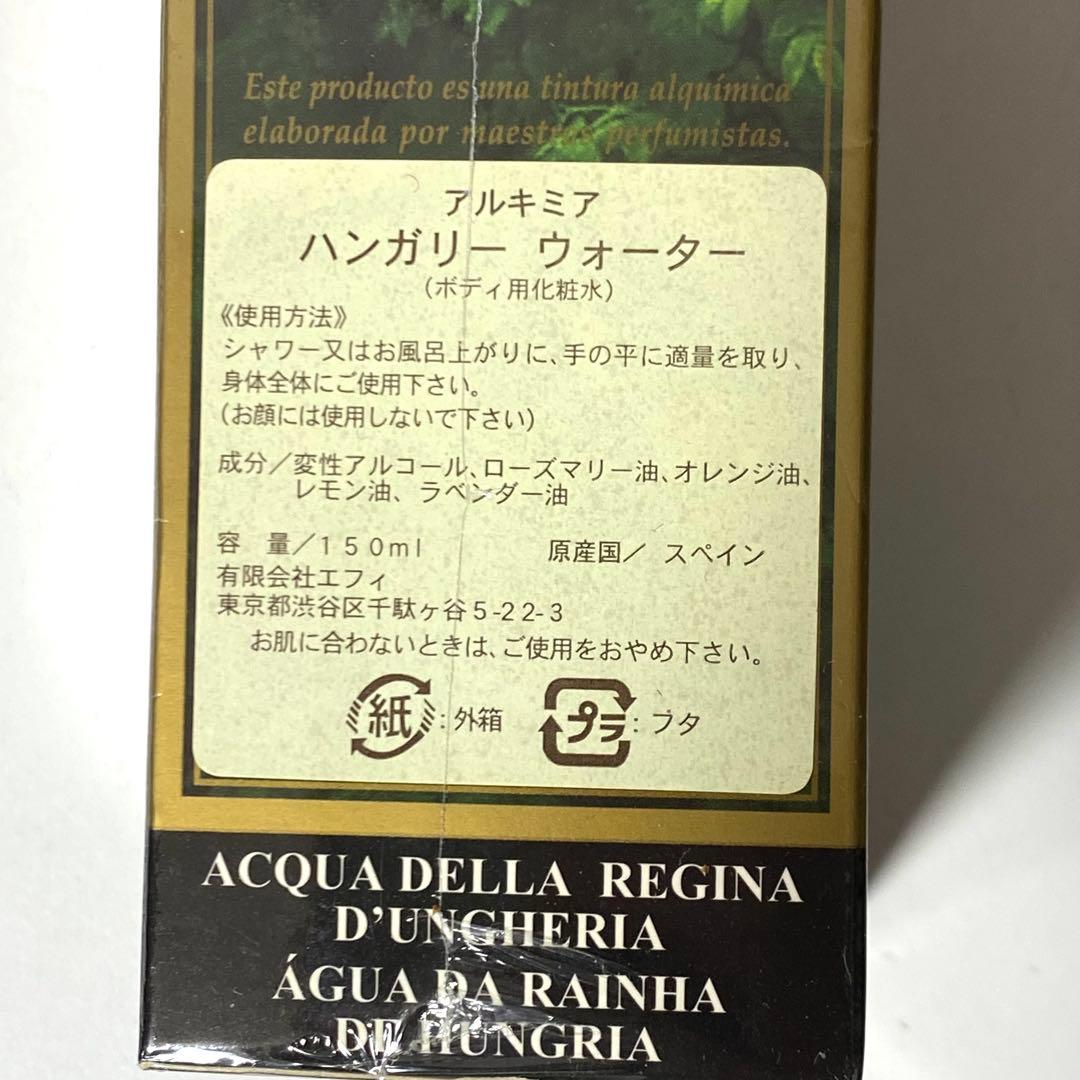 Este producto es una tintura alquímica
elaborada por maestros perfumistas.
アルキミア
ハンガリー ウォーター
（ボディ用化粧水）
《使用方法》
シャワー又はお風呂上がりに、手の平に適量を取り、
身体全体にご使用下さい。
（お顔には使用しないで下さい）
成分／変性アルコール、ローズマリー油、オレンジ油、
レモン油、ラベンダー油
容　量／１５０ml　原産国／ スペイン
有限会社エフィ
東京都渋谷区千駄ヶ谷5-22-3
お肌に合わないときは、ご使用をおやめ下さい。
紙：外箱　プラ：フタ
ACQUA DELLA REGINA
D'UNGHERIA
ÁGUA DA RAINHA
DE HUNGRIA